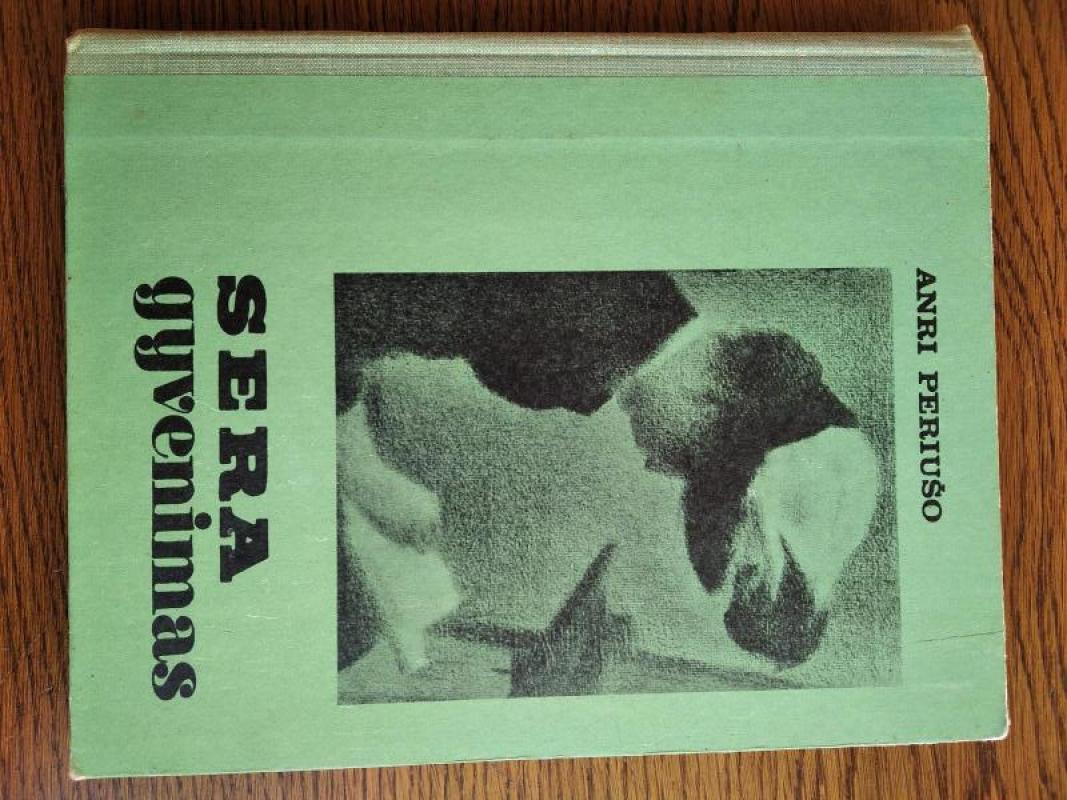 ANRI PERIUŠO
SERA
gyvenimas